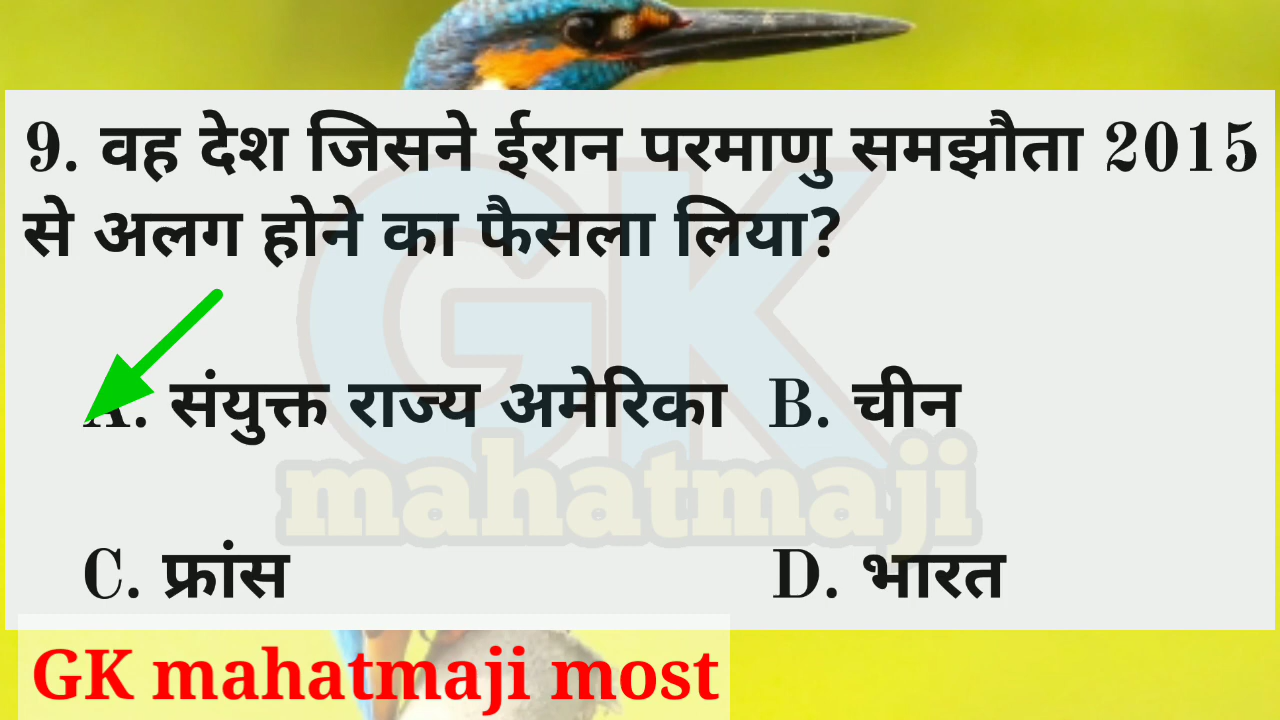 9. वह देश जिसने ईरान परमाणु समझौता 2015
से अलग होने का फैसला लिया?
A. संयुक्त राज्य अमेरिका B. चीन
GK
mahatmaji
C. फ्रांस D. भारत
GK mahatmaji most